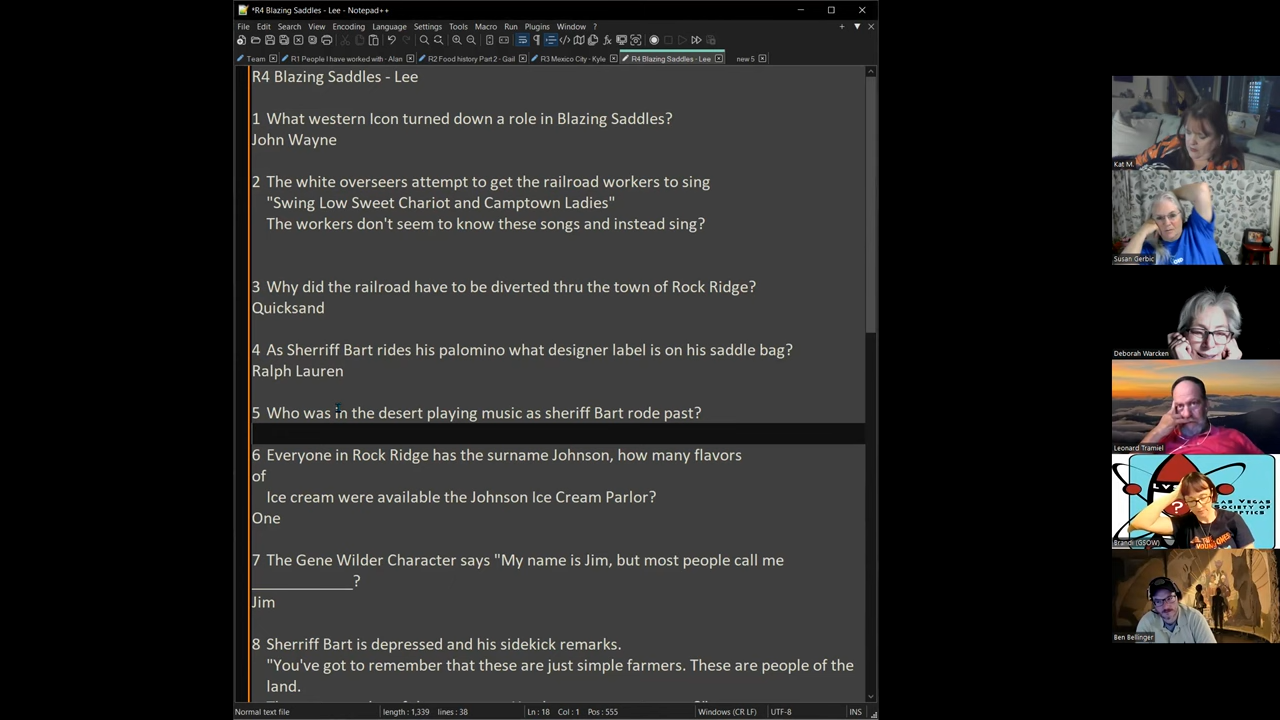 *R4 Blazing Saddles - Lee - Notepad++
File Edit Search View Encoding Language Settings Tools Macro Run Plugins Window ?
Team R1 People I have worked with - Alan R2 Food history Part 2 - Gail R3 Mexico City - Kyle R4 Blazing Saddles - Lee new 5
R4 Blazing Saddles - Lee
1 What western Icon turned down a role in Blazing Saddles?
John Wayne
2 The white overseers attempt to get the railroad workers to sing
"Swing Low Sweet Chariot and Camptown Ladies"
The workers don't seem to know these songs and instead sing?
3 Why did the railroad have to be diverted thru the town of Rock Ridge?
Quicksand
4 As Sherriff Bart rides his palomino what designer label is on his saddle bag?
Ralph Lauren
5 Who was in the desert playing music as sheriff Bart rode past?
6 Everyone in Rock Ridge has the surname Johnson, how many flavors
of
Ice cream were available the Johnson Ice Cream Parlor?
One
7 The Gene Wilder Character says "My name is Jim, but most people call me
____________?
Jim
8 Sherriff Bart is depressed and his sidekick remarks.
"You've got to remember that these are just simple farmers. These are people of the
land.
Normal text file length : 1,339 lines : 38 Ln : 18 Col : 1 Pos : 555 Windows (CR LF) UTF-8 INS
Kat M.
Susan Gerbic
Deborah Warcken
Leonard Tramiel
Brandi (GSOW)
Ben Bellinger